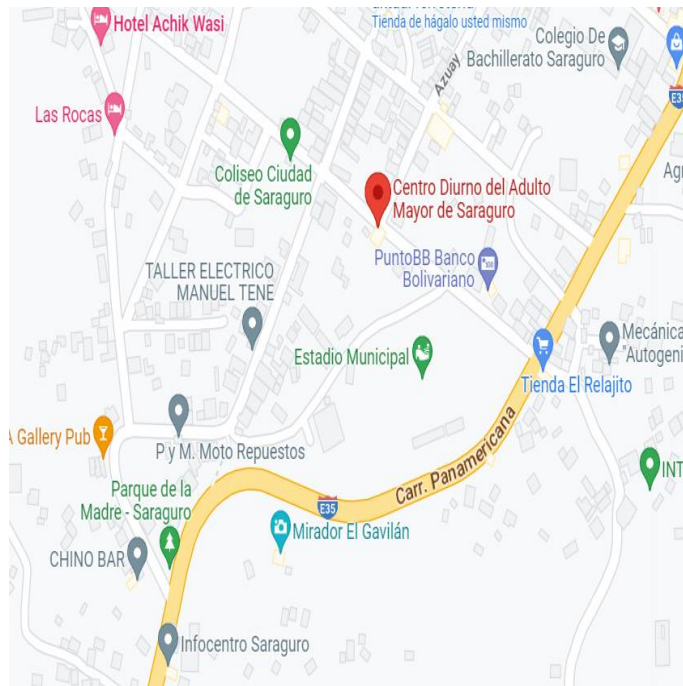 Tienda de hágalo usted mismo
Hotel Achik Wasi
Colegio De
Bachillerato Saraguro
Azuay
E35
Las Rocas
Coliseo Ciudad
de Saraguro
Centro Diurno del Adulto
Mayor de Saraguro
PuntoBB Banco
Bolivariano
TALLER ELECTRICO
MANUEL TENE
Estadio Municipal
Mecánica
Tienda El Relajito
Gallery Pub
P y M. Moto Repuestos
Carr. Panamericana
Parque de la
Madre - Saraguro
E35
Mirador El Gavilán
CHINO BAR
Infocentro Saraguro